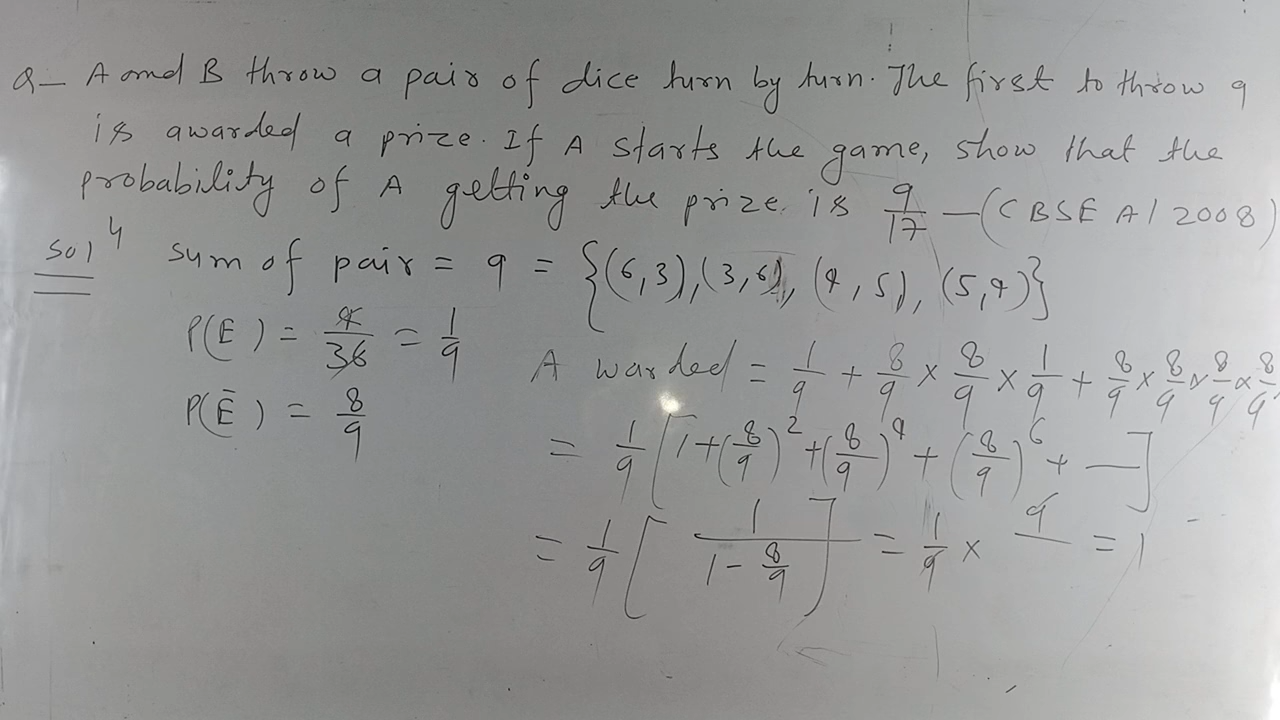 Q- A and B throw a pair of dice turn by turn. The first to throw 9
is awarded a prize. If A starts the game, show that the
probability of A getting the prize is 9/17 — (CBSE AI 2008)
Solⁿ sum of pair = 9 = {(6,3), (3,6), (4,5), (5,4)}
P(E) = 4/36 = 1/9
P(Ē) = 8/9
A warded = 1/9 + 8/9 × 8/9 × 1/9 + 8/9 × 8/9 × 8/9 × 8/9
= 1/9 [1 + (8/9)² + (8/9)⁴ + (8/9)⁶ + —]
= 1/9 [1/(1 - 8/9)] = 1/9 × 9 = 1